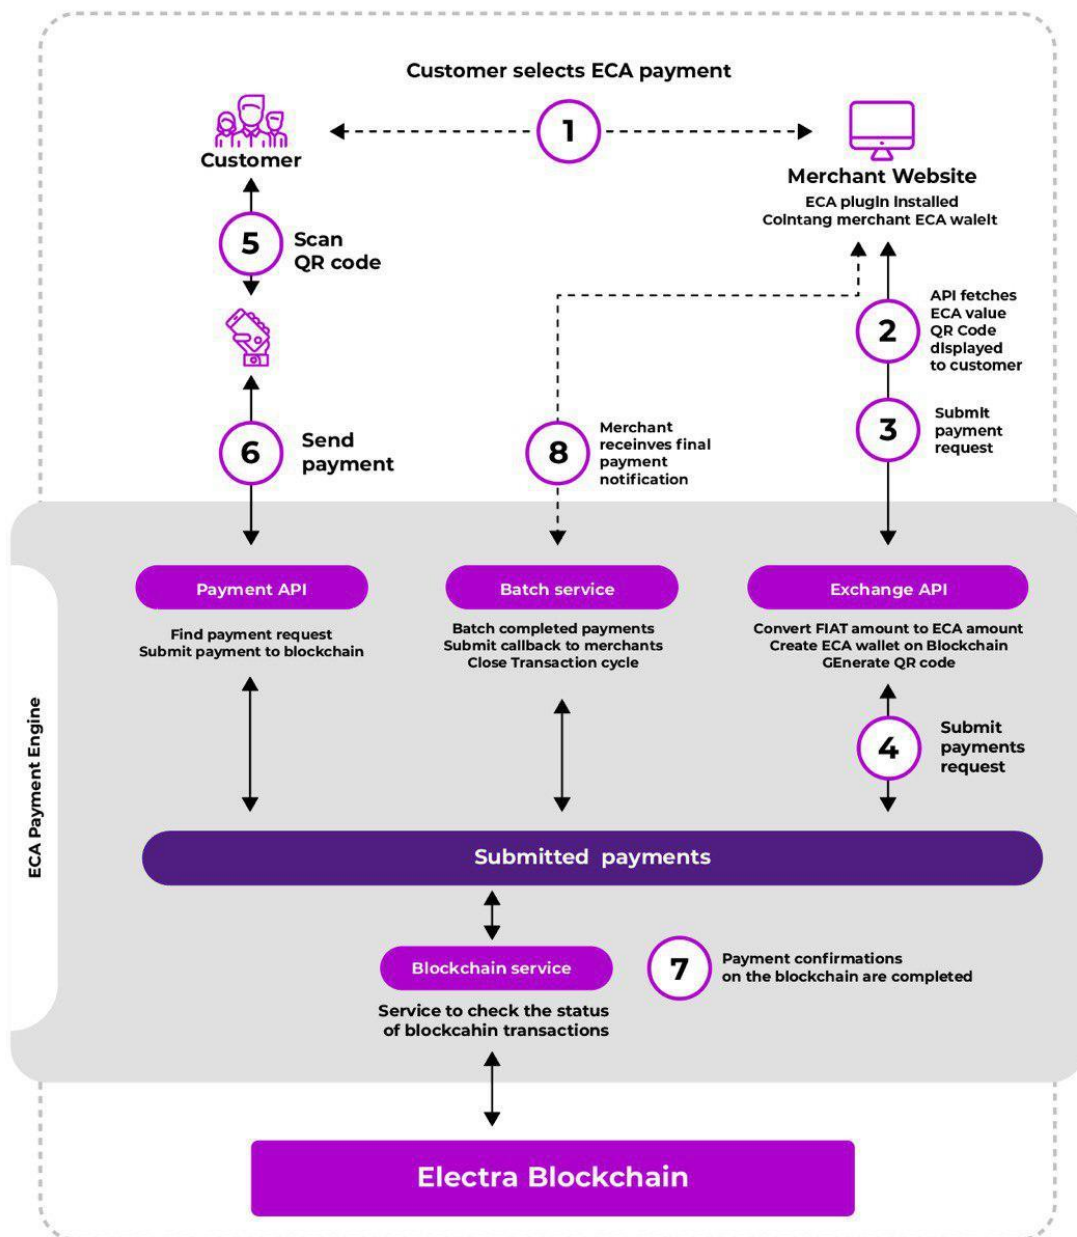 Customer selects ECA payment
1
Customer
Merchant Website
ECA plugin Installed
Cointang merchant ECA walelt
5
Scan
QR code
2
API fetches
ECA value
QR Code
displayed
to customer
3
Submit
payment
request
6
Send
payment
8
Merchant
receinves final
payment
notification
ECA Payment Engine
Payment API
Find payment request
Submit payment to blockchain
Batch service
Batch completed payments
Submit callback to merchants
Close Transaction cycle
Exchange API
Convert FIAT amount to ECA amount
Create ECA wallet on Blockchain
GEnerate QR code
4
Submit
payments
request
Submitted payments
Blockchain service
Service to check the status
of blockcahin transactions
7
Payment confirmations
on the blockchain are completed
Electra Blockchain